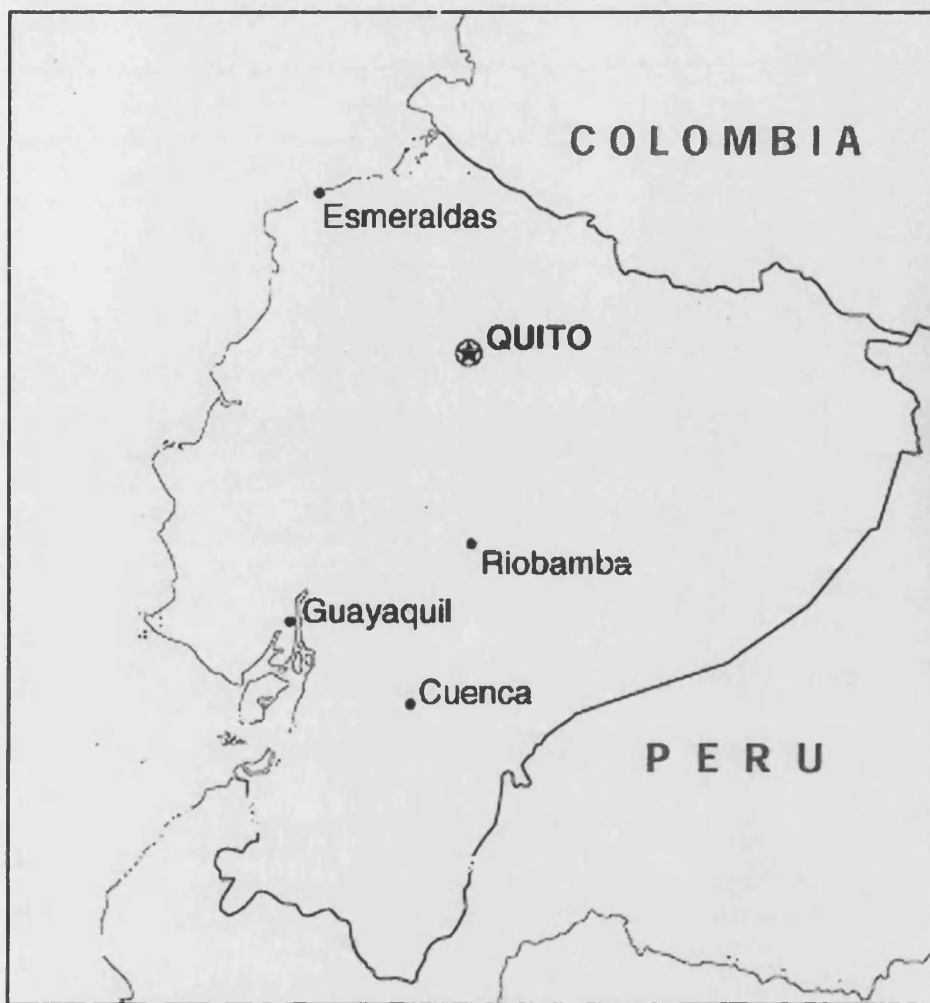 COLOMBIA
Esmeraldas
QUITO
Riobamba
Guayaquil
Cuenca
PERU